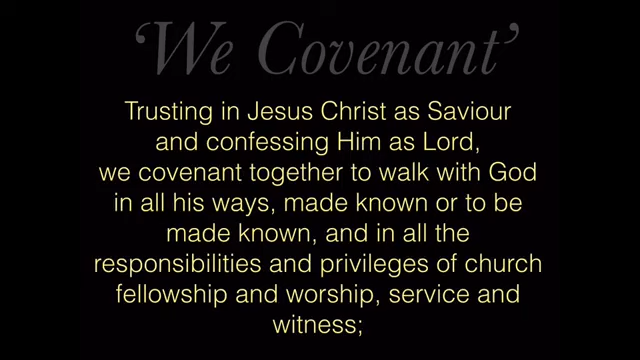 ‘We Covenant’
Trusting in Jesus Christ as Saviour
and confessing Him as Lord,
we covenant together to walk with God
in all his ways, made known or to be
made known, and in all the
responsibilities and privileges of church
fellowship and worship, service and
witness;